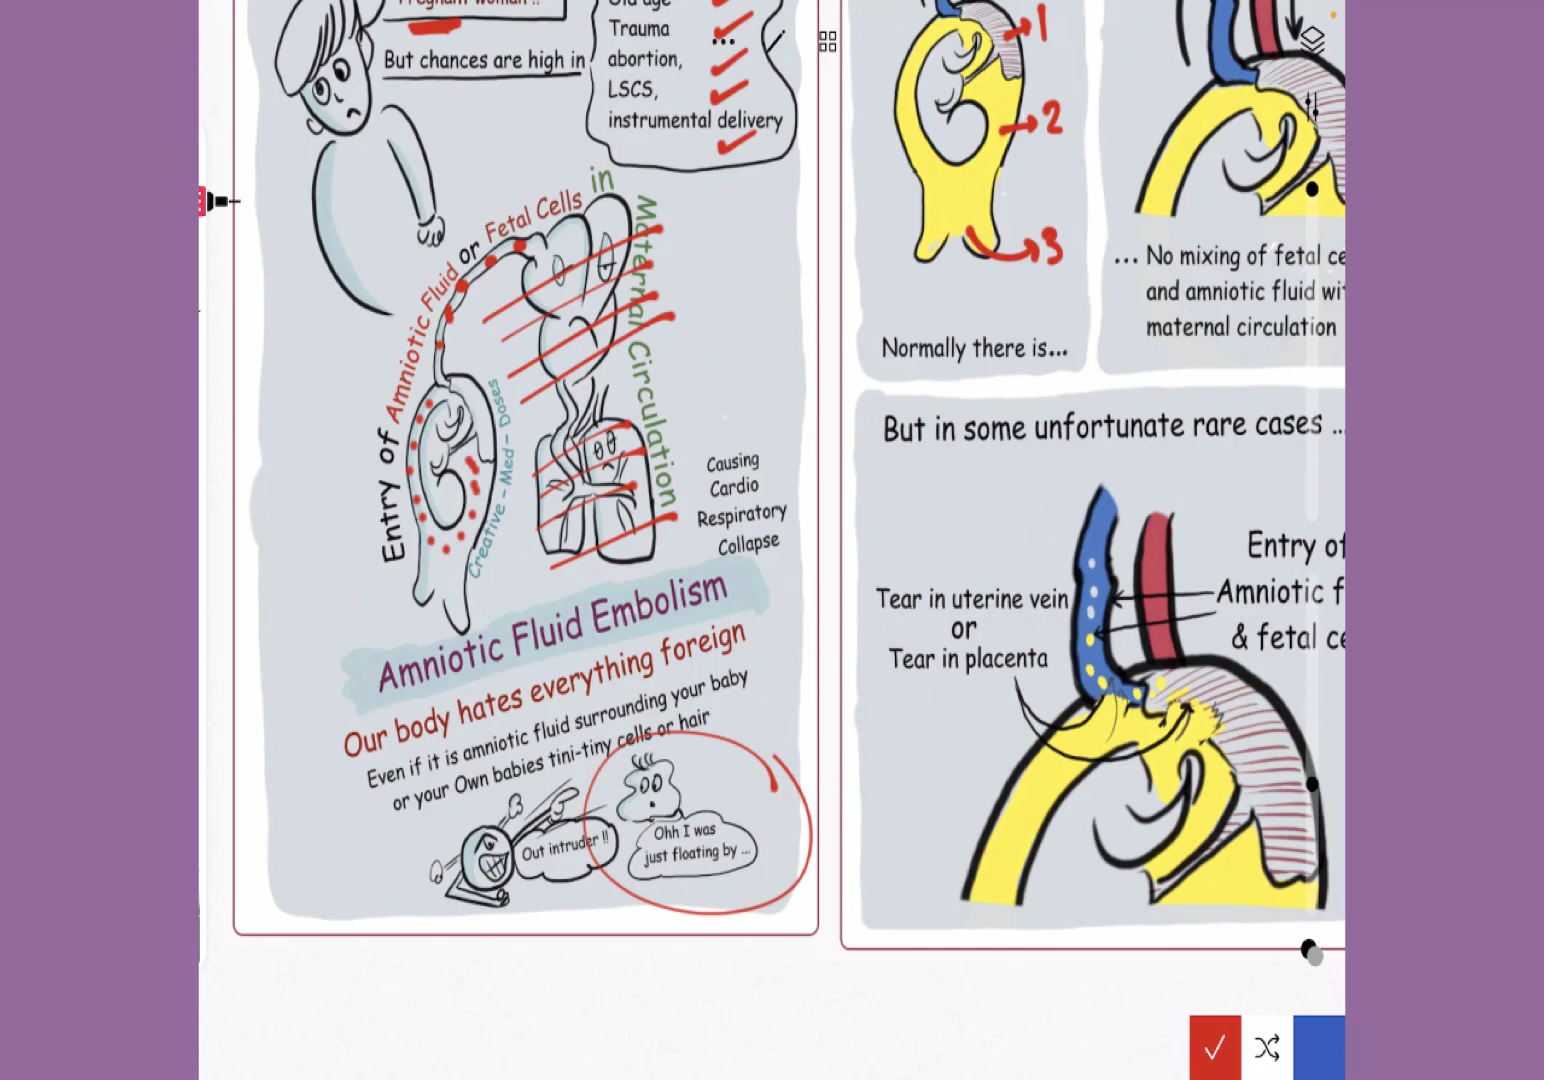 Pregnant woman !!
But chances are high in
Old age
Trauma
abortion,
LSCS,
instrumental delivery
Entry of Amniotic Fluid or Fetal Cells in
Maternal Circulation
Creative - Med - Doses
Causing
Cardio
Respiratory
Collapse
Amniotic Fluid Embolism
Our body hates everything foreign
Even if it is amniotic fluid surrounding your baby
or your Own babies tini-tiny cells or hair
Out intruder !!
Ohh I was
just floating by ...
1
2
3
Normally there is...
... No mixing of fetal ce
and amniotic fluid wi
maternal circulation
But in some unfortunate rare cases ...
Tear in uterine vein
or
Tear in placenta
Entry of
Amniotic f
& fetal ce